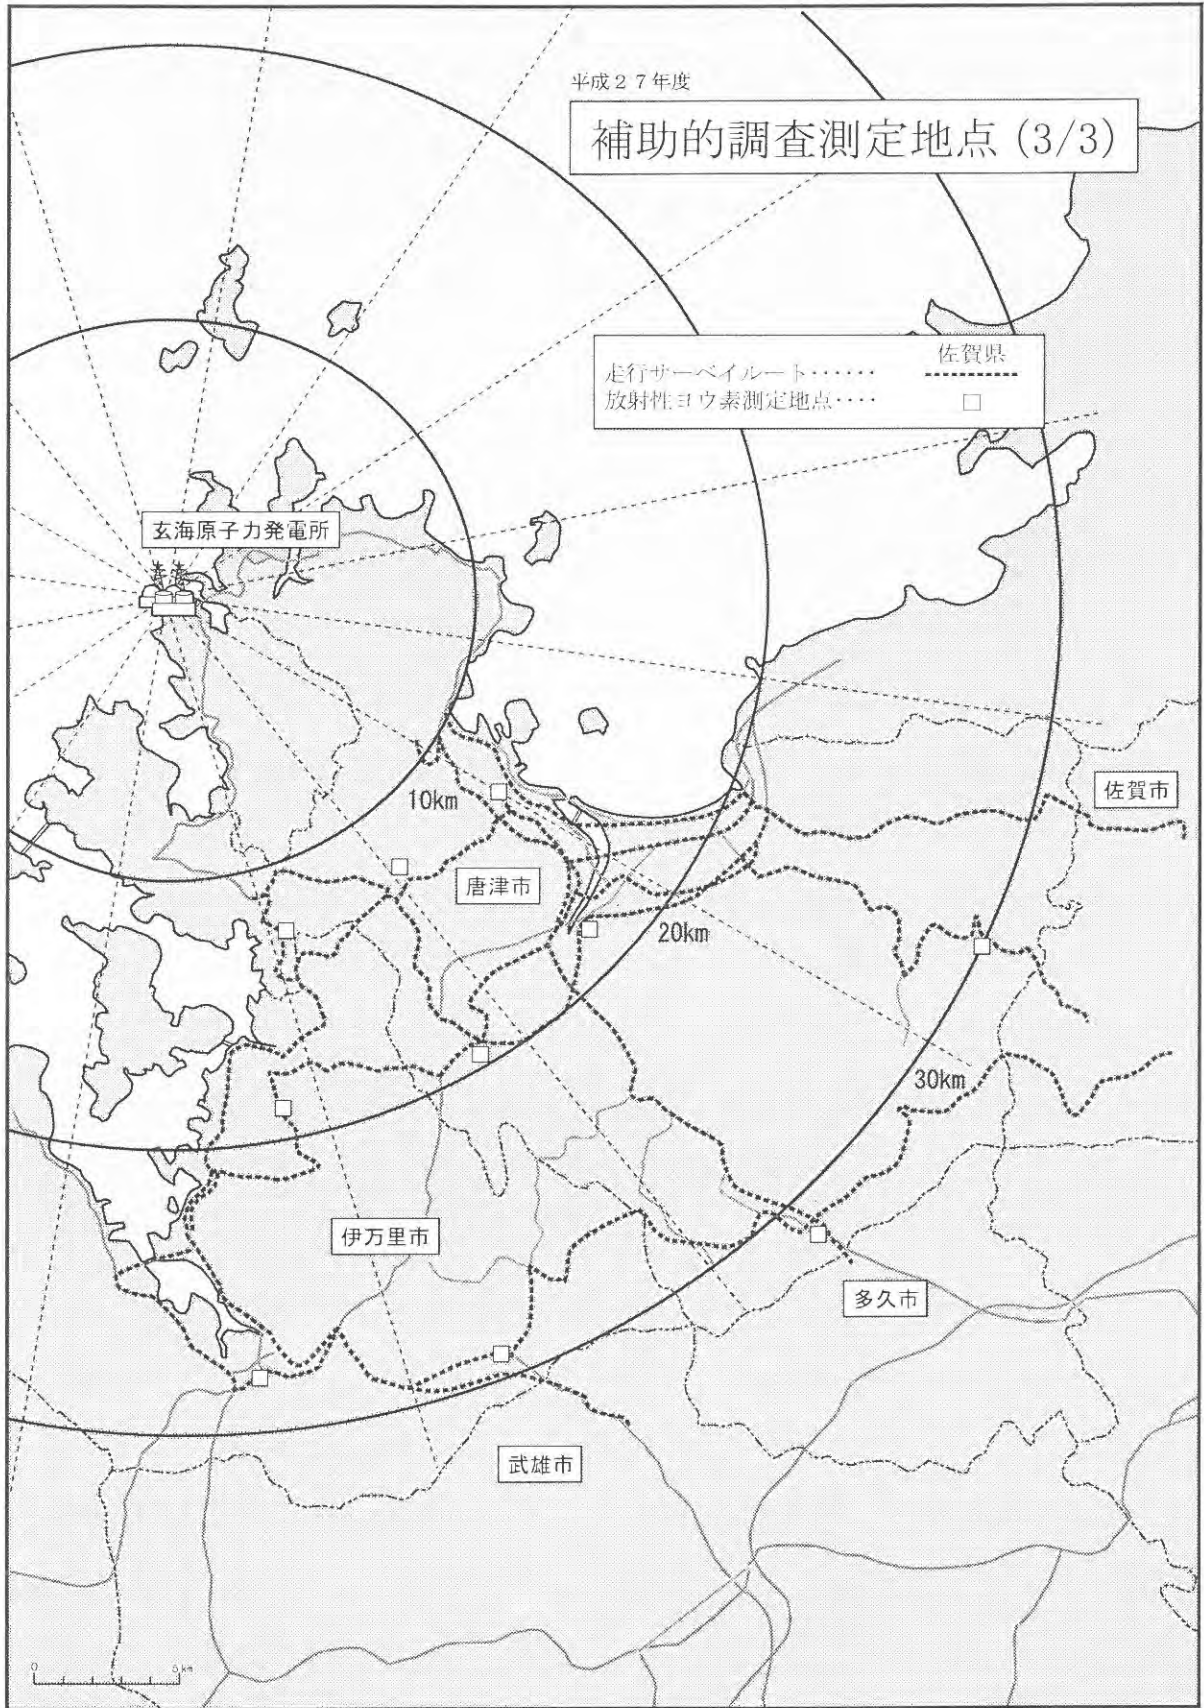 平成27年度
補助的調査測定地点 (3/3)
佐賀県
走行サーベイルート‥‥‥
放射性ヨウ素測定地点‥‥
玄海原子力発電所
10km
佐賀市
唐津市
20km
30km
伊万里市
多久市
武雄市
0 5km